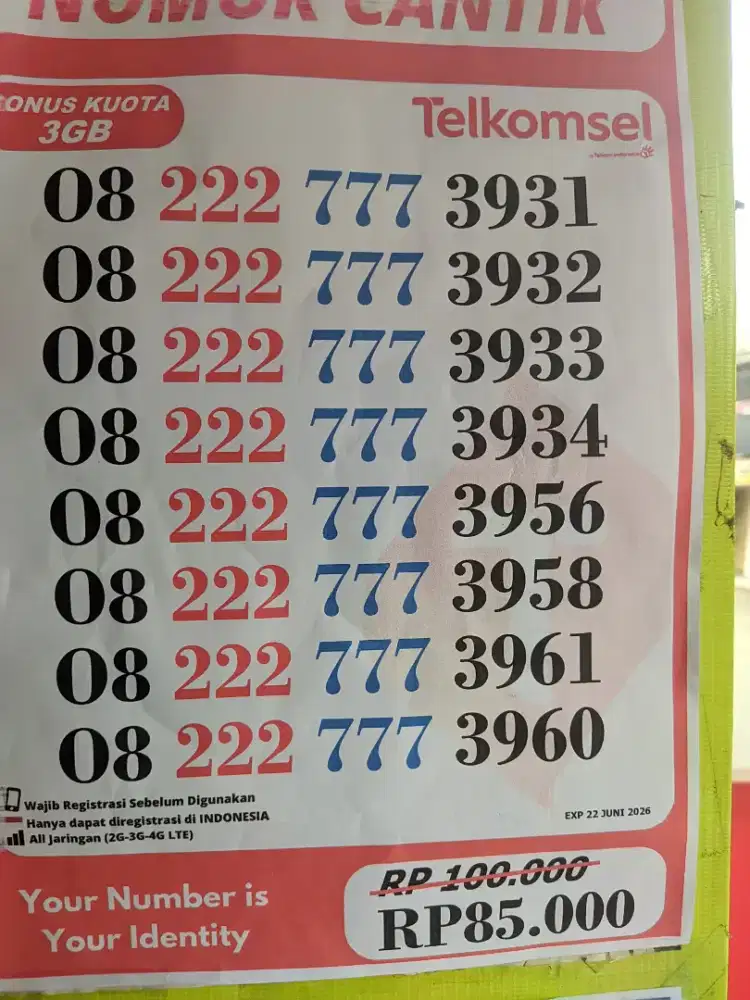 NOMOR CANTIK
BONUS KUOTA
3GB
Telkomsel
08 222 777 3931
08 222 777 3932
08 222 777 3933
08 222 777 3934
08 222 777 3956
08 222 777 3958
08 222 777 3961
08 222 777 3960
Wajib Registrasi Sebelum Digunakan
Hanya dapat diregistrasi di INDONESIA
All Jaringan (2G-3G-4G LTE)
EXP 22 JUNI 2026
Your Number is
Your Identity
RP 100.000
RP85.000